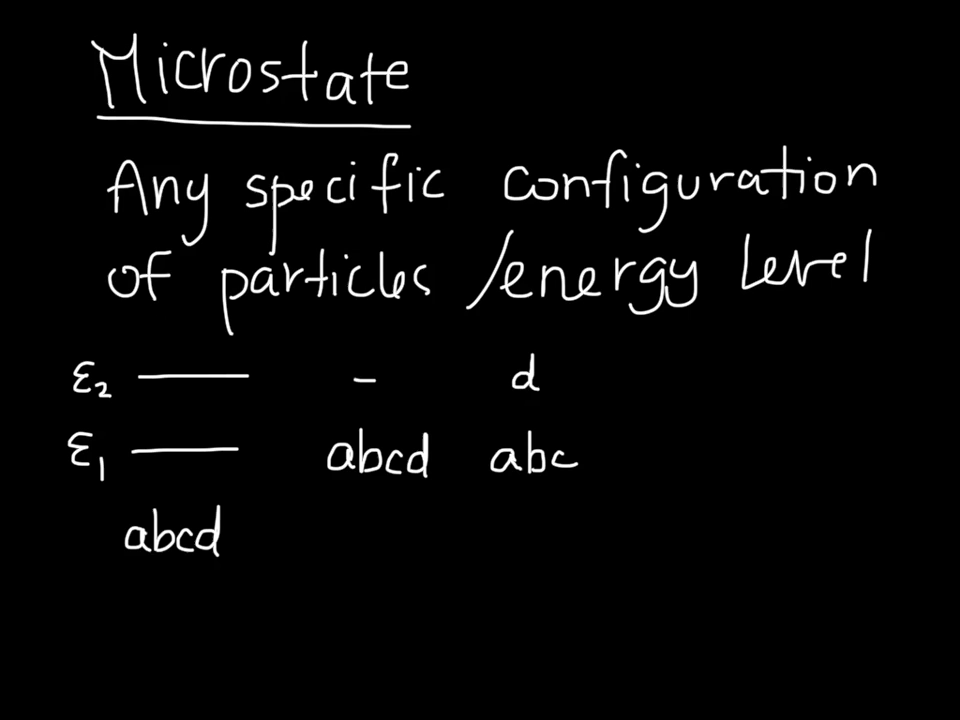 Microstate
Any specific configuration
of particles /energy level
ε₂ — - d
ε₁ — abcd abc
abcd